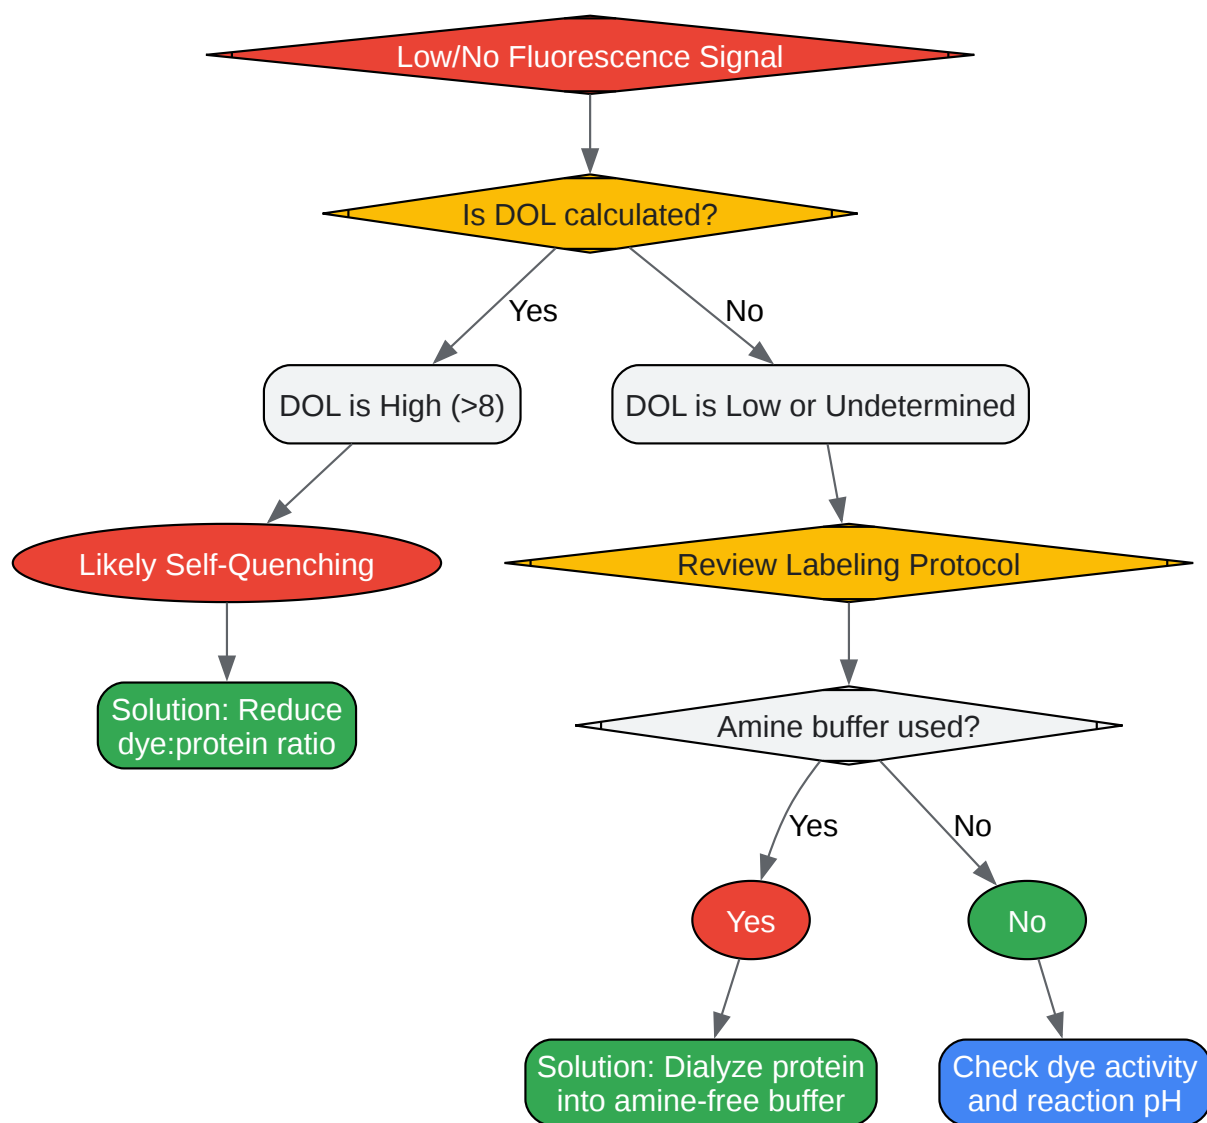 Low/No Fluorescence Signal
Is DOL calculated?
Yes
No
DOL is High (>8)
DOL is Low or Undetermined
Likely Self-Quenching
Review Labeling Protocol
Solution: Reduce
dye:protein ratio
Amine buffer used?
Yes
No
Yes
No
Solution: Dialyze protein
into amine-free buffer
Check dye activity
and reaction pH